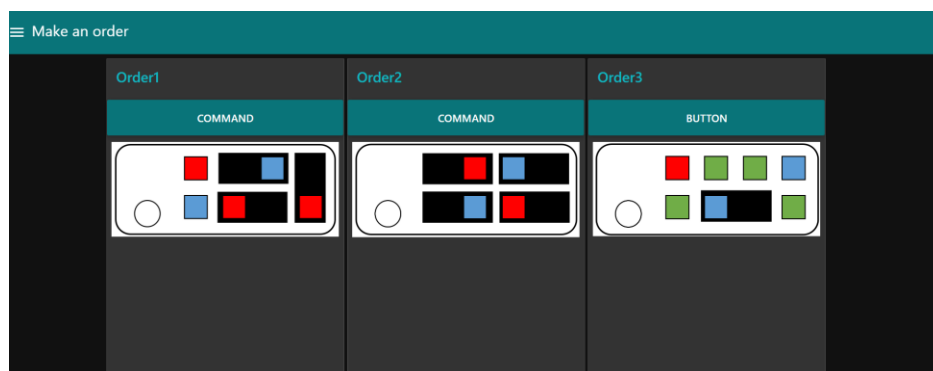 Make an order
Order1
Order2
Order3
COMMAND
COMMAND
BUTTON